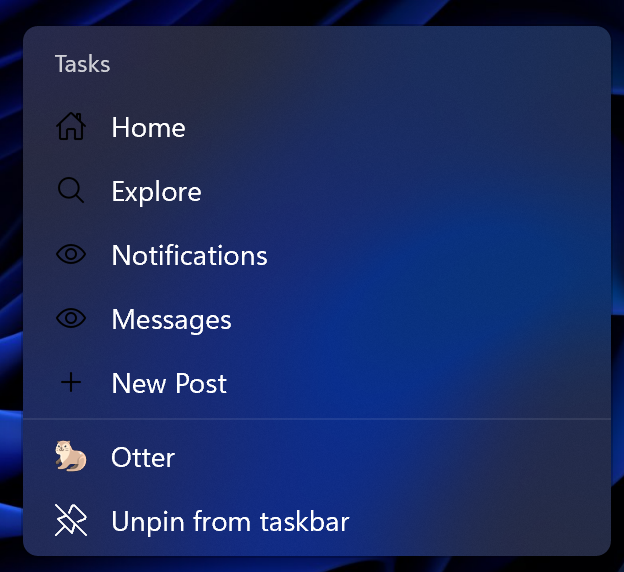 Tasks
Home
Explore
Notifications
Messages
New Post
Otter
Unpin from taskbar